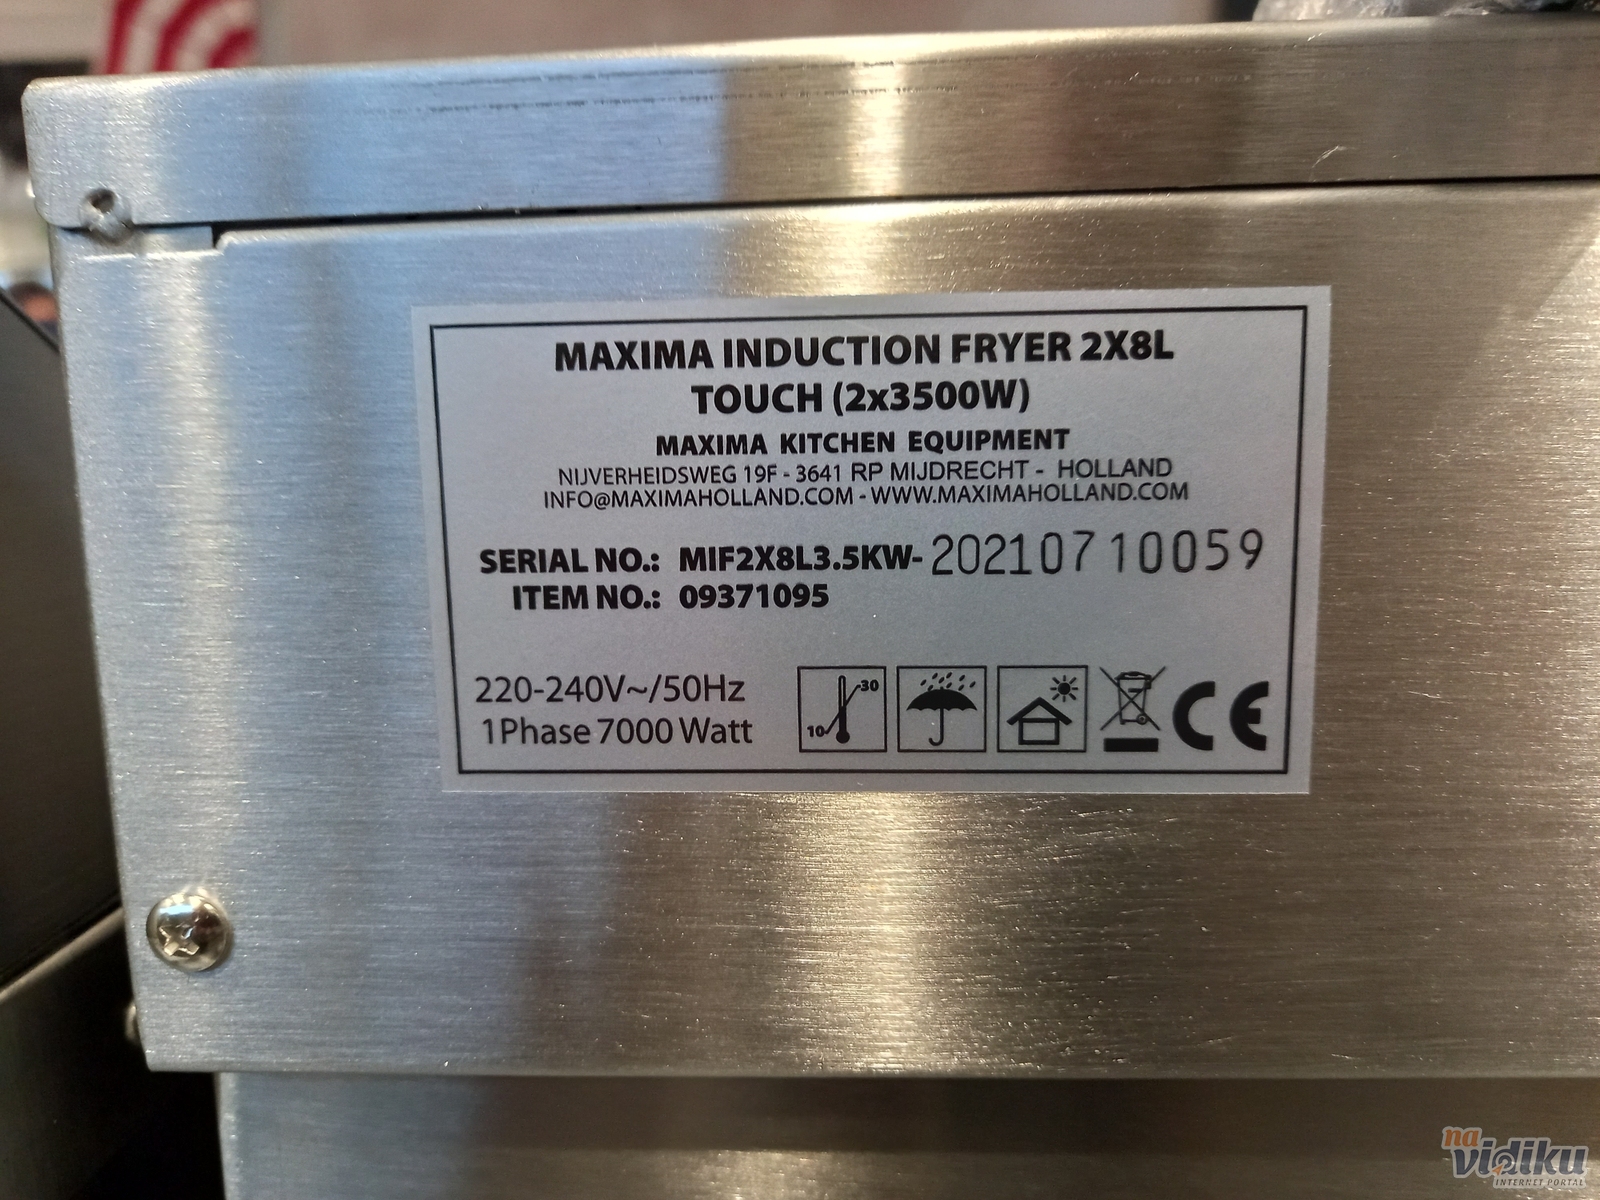 MAXIMA INDUCTION FRYER 2X8L
TOUCH (2x3500W)
MAXIMA KITCHEN EQUIPMENT
NIJVERHEIDSWEG 19F - 3641 RP MIJDRECHT - HOLLAND
INFO@MAXIMAHOLLAND.COM - WWW.MAXIMAHOLLAND.COM
SERIAL NO.: MIF2X8L3.5KW- 20210710059
ITEM NO.: 09371095
220-240V~/50Hz
1Phase 7000 Watt
30
10
CE
na
vidiku
INTERNET PORTAL